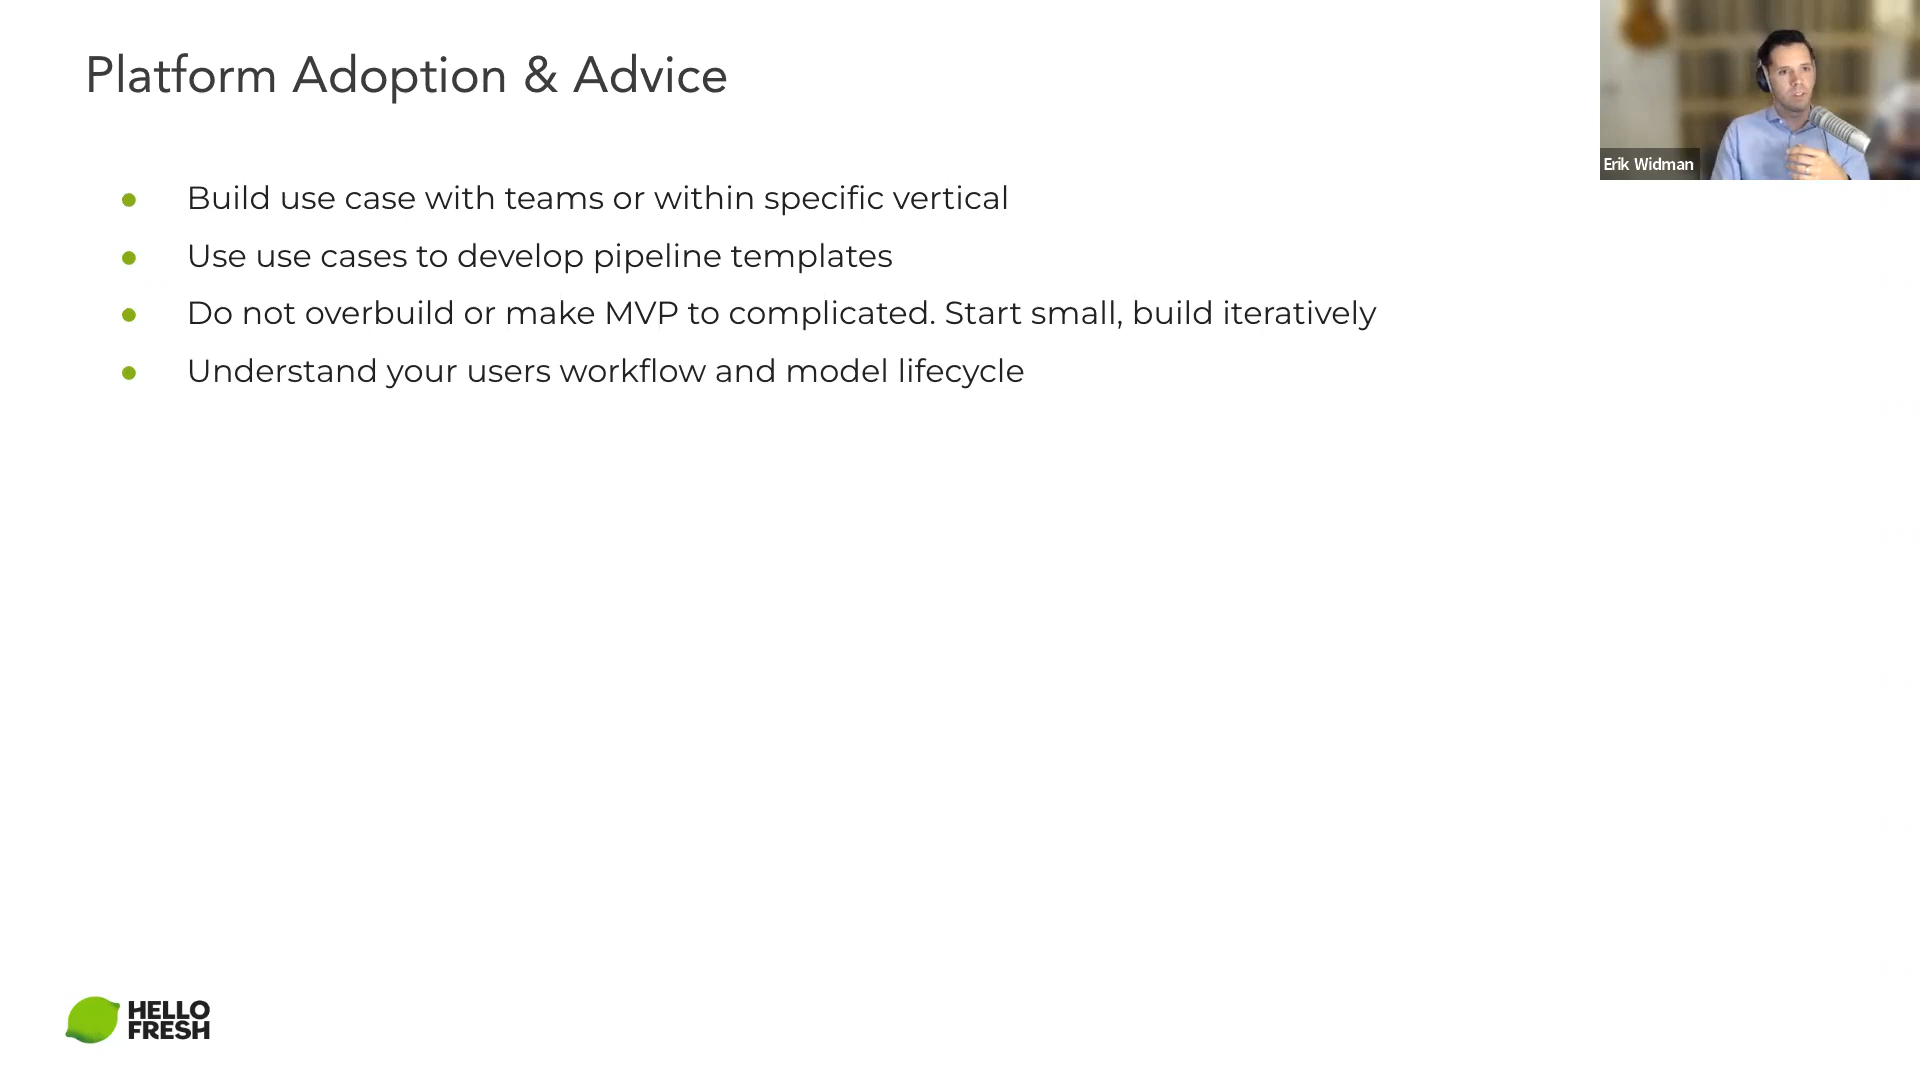 Platform Adoption & Advice
Erik Widman
● Build use case with teams or within specific vertical
● Use use cases to develop pipeline templates
● Do not overbuild or make MVP to complicated. Start small, build iteratively
● Understand your users workflow and model lifecycle
HELLO
FRESH